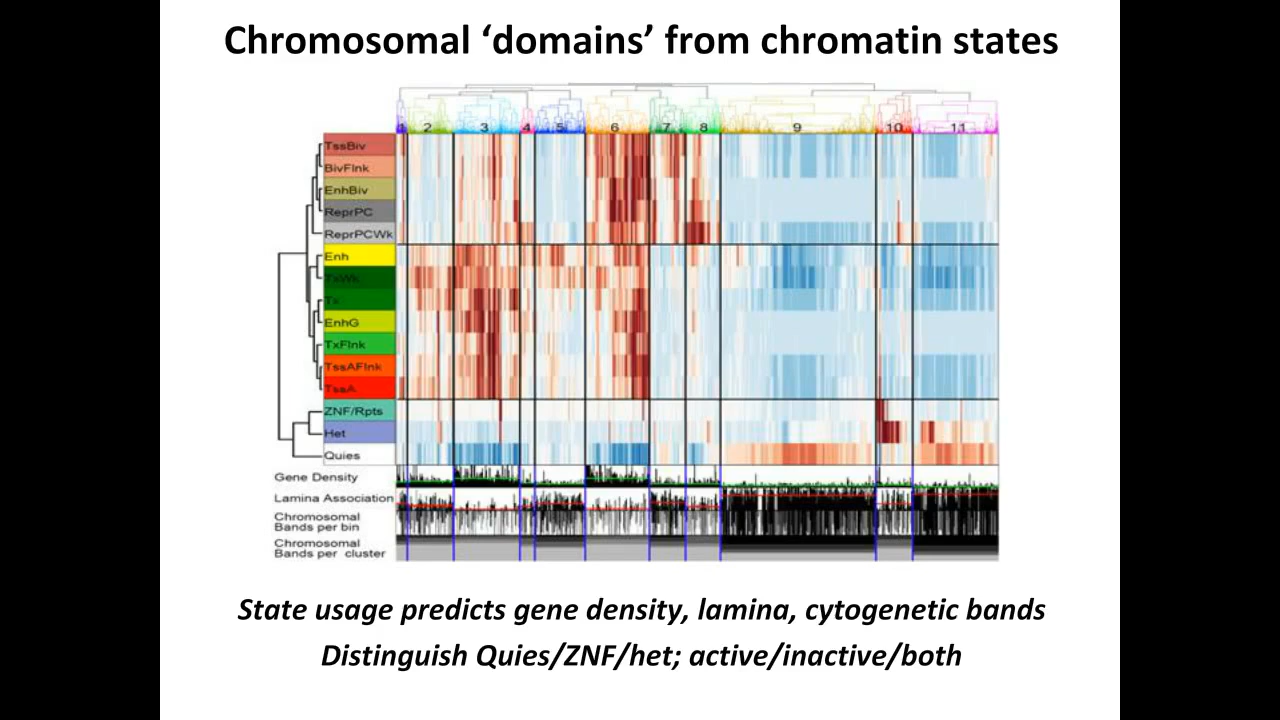 Chromosomal ‘domains’ from chromatin states
1 2 3 4 5 6 7 8 9 10 11
TssBiv
BivFlnk
EnhBiv
ReprPC
ReprPCWk
Enh
TxWk
Tx
EnhG
TxFlnk
TssAFlnk
TssA
ZNF/Rpts
Het
Quies
Gene Density
Lamina Association
Chromosomal
Bands per bin
Chromosomal
Bands per cluster
State usage predicts gene density, lamina, cytogenetic bands
Distinguish Quies/ZNF/het; active/inactive/both